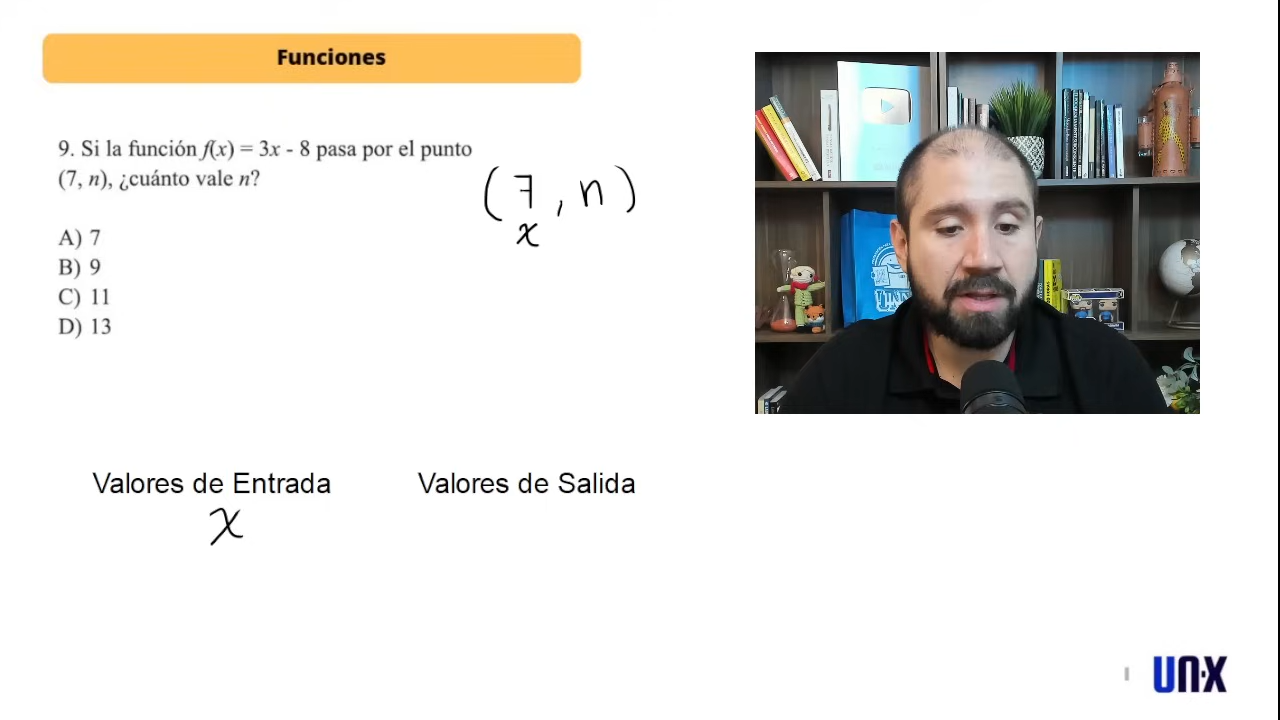 Funciones
9. Si la función f(x) = 3x - 8 pasa por el punto
(7, n), ¿cuánto vale n?
(7, n)
x
A) 7
B) 9
C) 11
D) 13
Valores de Entrada
Valores de Salida
x
UNX